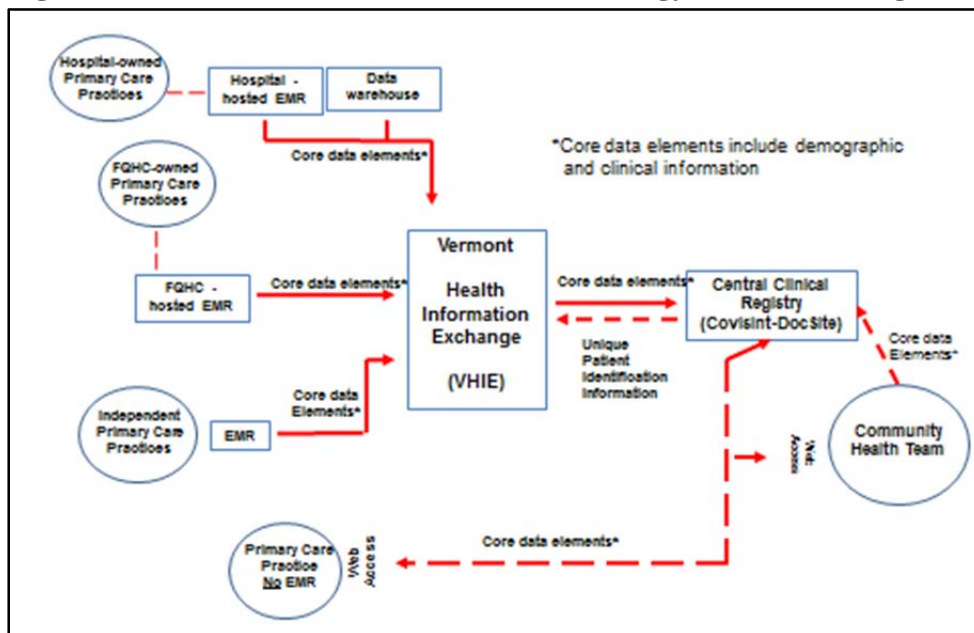 Hospital-owned
Primary Care
Practices
Hospital -
hosted EMR
Data
warehouse
Core data elements*
*Core data elements include demographic
and clinical information
FQHC-owned
Primary Care
Practices
FQHC -
hosted EMR
Core data elements*
Vermont
Health
Information
Exchange
(VHIE)
Core data elements*
Unique
Patient
Identification
Information
Central Clinical
Registry
(Covisint-DocSite)
Core data
Elements*
Community
Health Team
Web
Access
Independent
Primary Care
Practices
EMR
Core data
Elements*
Primary Care
Practice
No EMR
Web
Access
Core data elements*